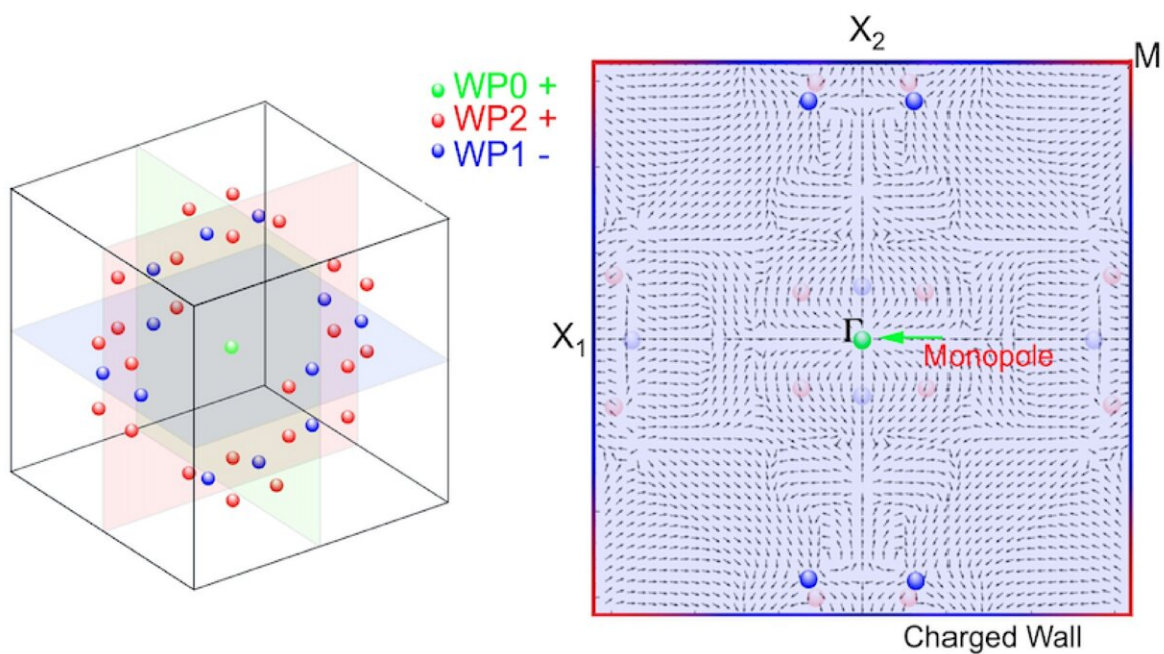 WP0 +
WP2 +
WP1 -
X2
M
X1
Γ
Monopole
Charged Wall